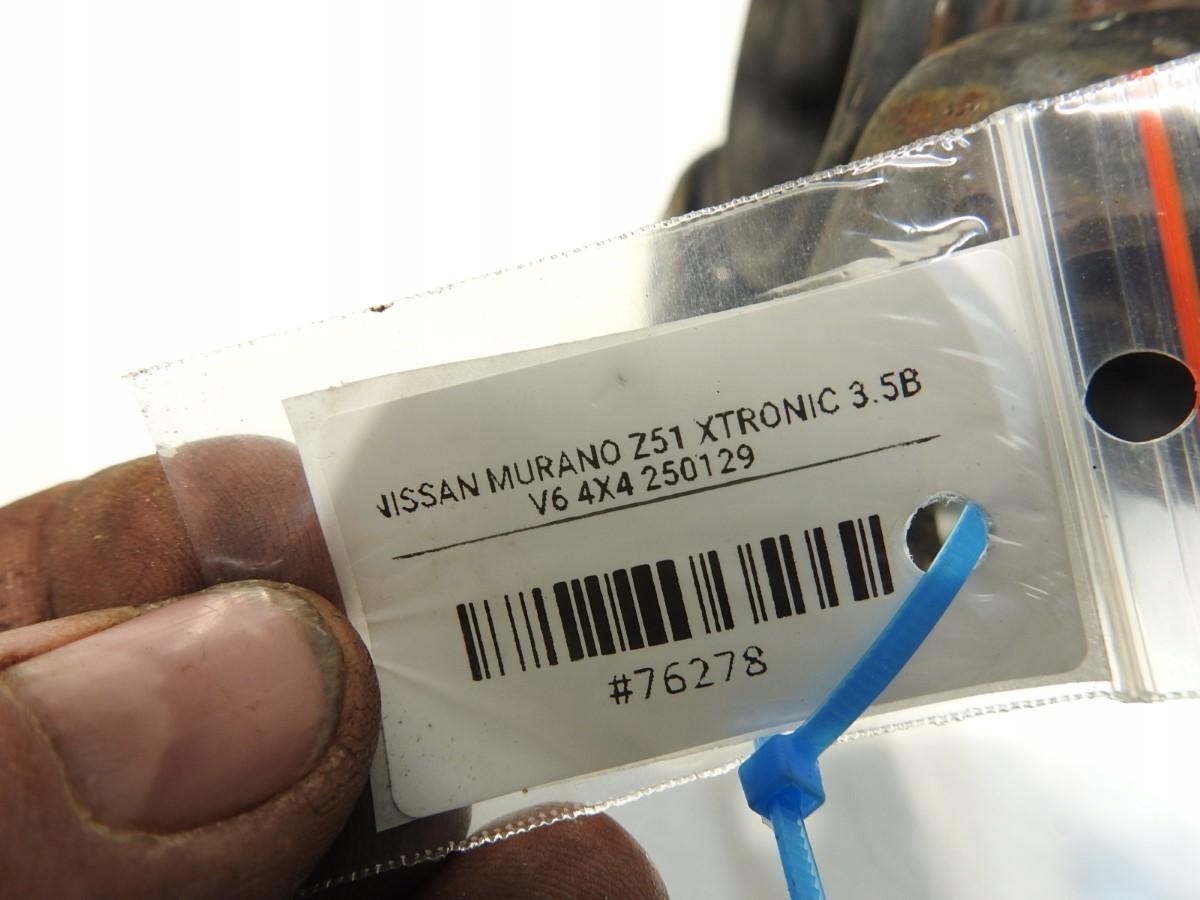 NISSAN MURANO Z51 XTRONIC 3.5B
V6 4X4 250129
#76278